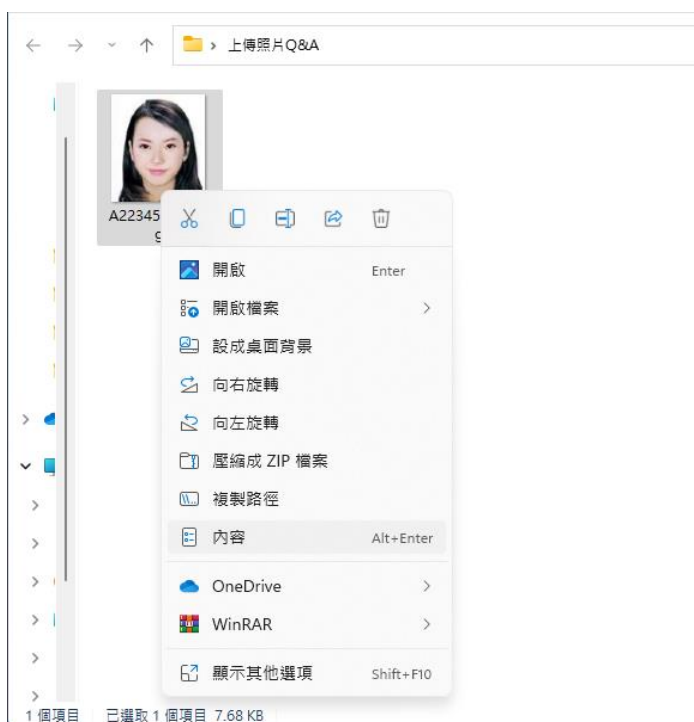 上傳照片Q&A
A22345
g
開啟 Enter
開啟檔案
設成桌面背景
向右旋轉
向左旋轉
壓縮成 ZIP 檔案
複製路徑
內容 Alt+Enter
OneDrive
WinRAR
顯示其他選項 Shift+F10
1 個項目 已選取 1 個項目 7.68 KB